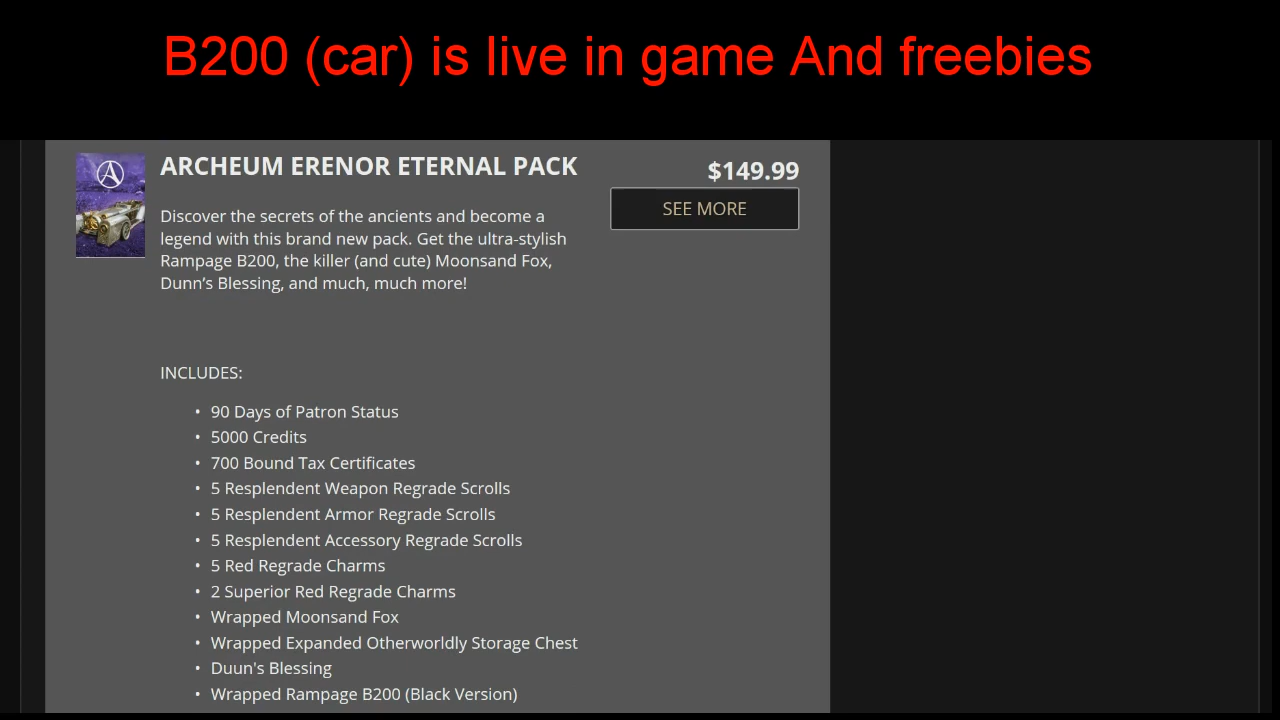 B200 (car) is live in game And freebies
ARCHEUM ERENOR ETERNAL PACK
$149.99
SEE MORE
Discover the secrets of the ancients and become a
legend with this brand new pack. Get the ultra-stylish
Rampage B200, the killer (and cute) Moonsand Fox,
Dunn’s Blessing, and much, much more!
INCLUDES:
• 90 Days of Patron Status
• 5000 Credits
• 700 Bound Tax Certificates
• 5 Resplendent Weapon Regrade Scrolls
• 5 Resplendent Armor Regrade Scrolls
• 5 Resplendent Accessory Regrade Scrolls
• 5 Red Regrade Charms
• 2 Superior Red Regrade Charms
• Wrapped Moonsand Fox
• Wrapped Expanded Otherworldly Storage Chest
• Duun's Blessing
• Wrapped Rampage B200 (Black Version)